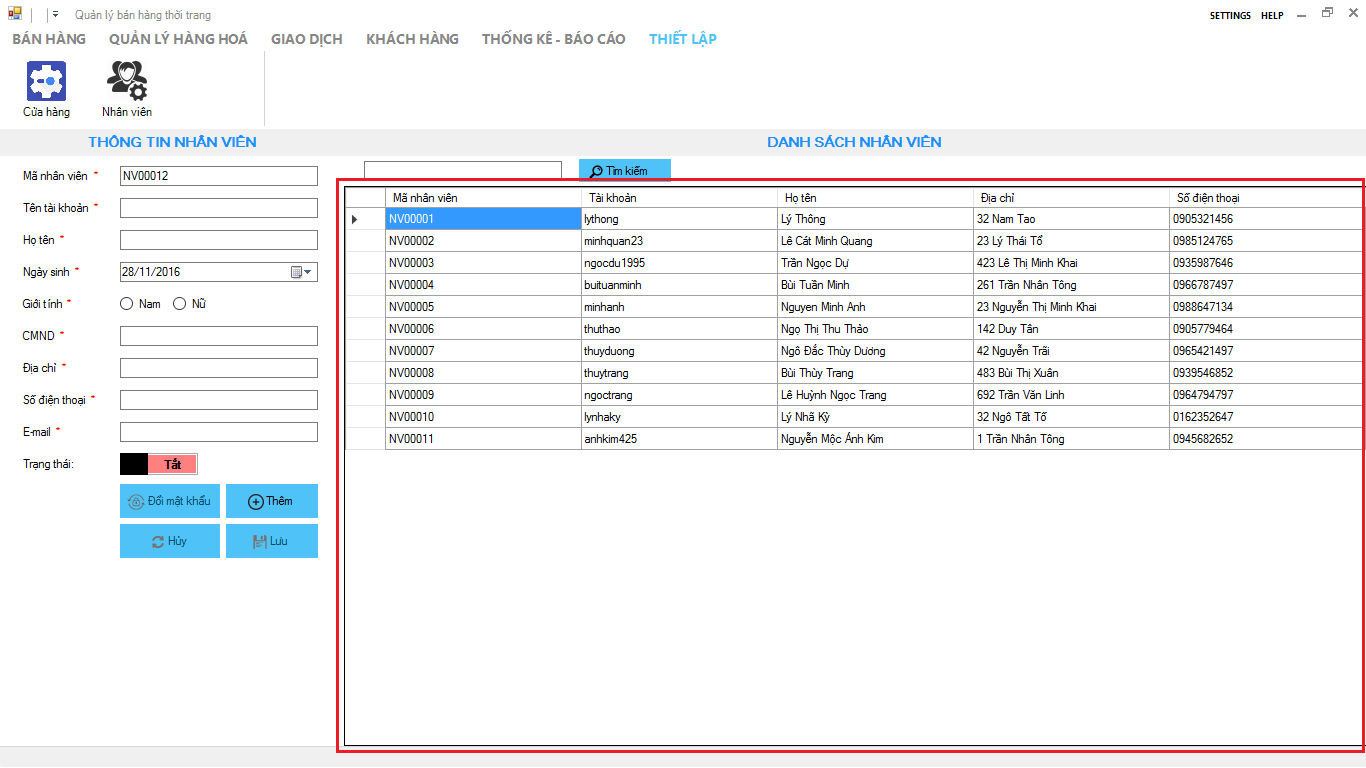 Quản lý bán hàng thời trang SETTINGS HELP
BÁN HÀNG QUẢN LÝ HÀNG HOÁ GIAO DỊCH KHÁCH HÀNG THỐNG KÊ - BÁO CÁO THIẾT LẬP
Cửa hàng Nhân viên
THÔNG TIN NHÂN VIÊN
DANH SÁCH NHÂN VIÊN
Mã nhân viên * NV00012
Tên tài khoản *
Họ tên *
Ngày sinh * 28/11/2016
Giới tính * Nam Nữ
CMND *
Địa chỉ *
Số điện thoại *
E-mail *
Trạng thái: Tắt
Đổi mật khẩu Thêm
Hủy Lưu
Tìm kiếm
Mã nhân viên Tài khoản Họ tên Địa chỉ Số điện thoại
NV00001 lythong Lý Thông 32 Nam Tao 0905321456
NV00002 minhquan23 Lê Cát Minh Quang 23 Lý Thái Tổ 0985124765
NV00003 ngocdu1995 Trần Ngọc Dự 423 Lê Thị Minh Khai 0935987646
NV00004 buituanminh Bùi Tuần Minh 261 Trần Nhân Tông 0966787497
NV00005 minhanh Nguyen Minh Anh 23 Nguyễn Thị Minh Khai 0988647134
NV00006 thuthao Ngọ Thị Thu Thảo 142 Duy Tân 0905779464
NV00007 thuyduong Ngô Đắc Thùy Dương 42 Nguyễn Trãi 0965421497
NV00008 thuytrang Bùi Thùy Trang 483 Bùi Thị Xuân 0939546852
NV00009 ngoctrang Lê Huỳnh Ngọc Trang 692 Trần Văn Linh 0964794797
NV00010 lynhaky Lý Nhã Kỳ 32 Ngô Tất Tố 0162352647
NV00011 anhkim425 Nguyễn Mộc Ánh Kim 1 Trần Nhân Tông 0945682652